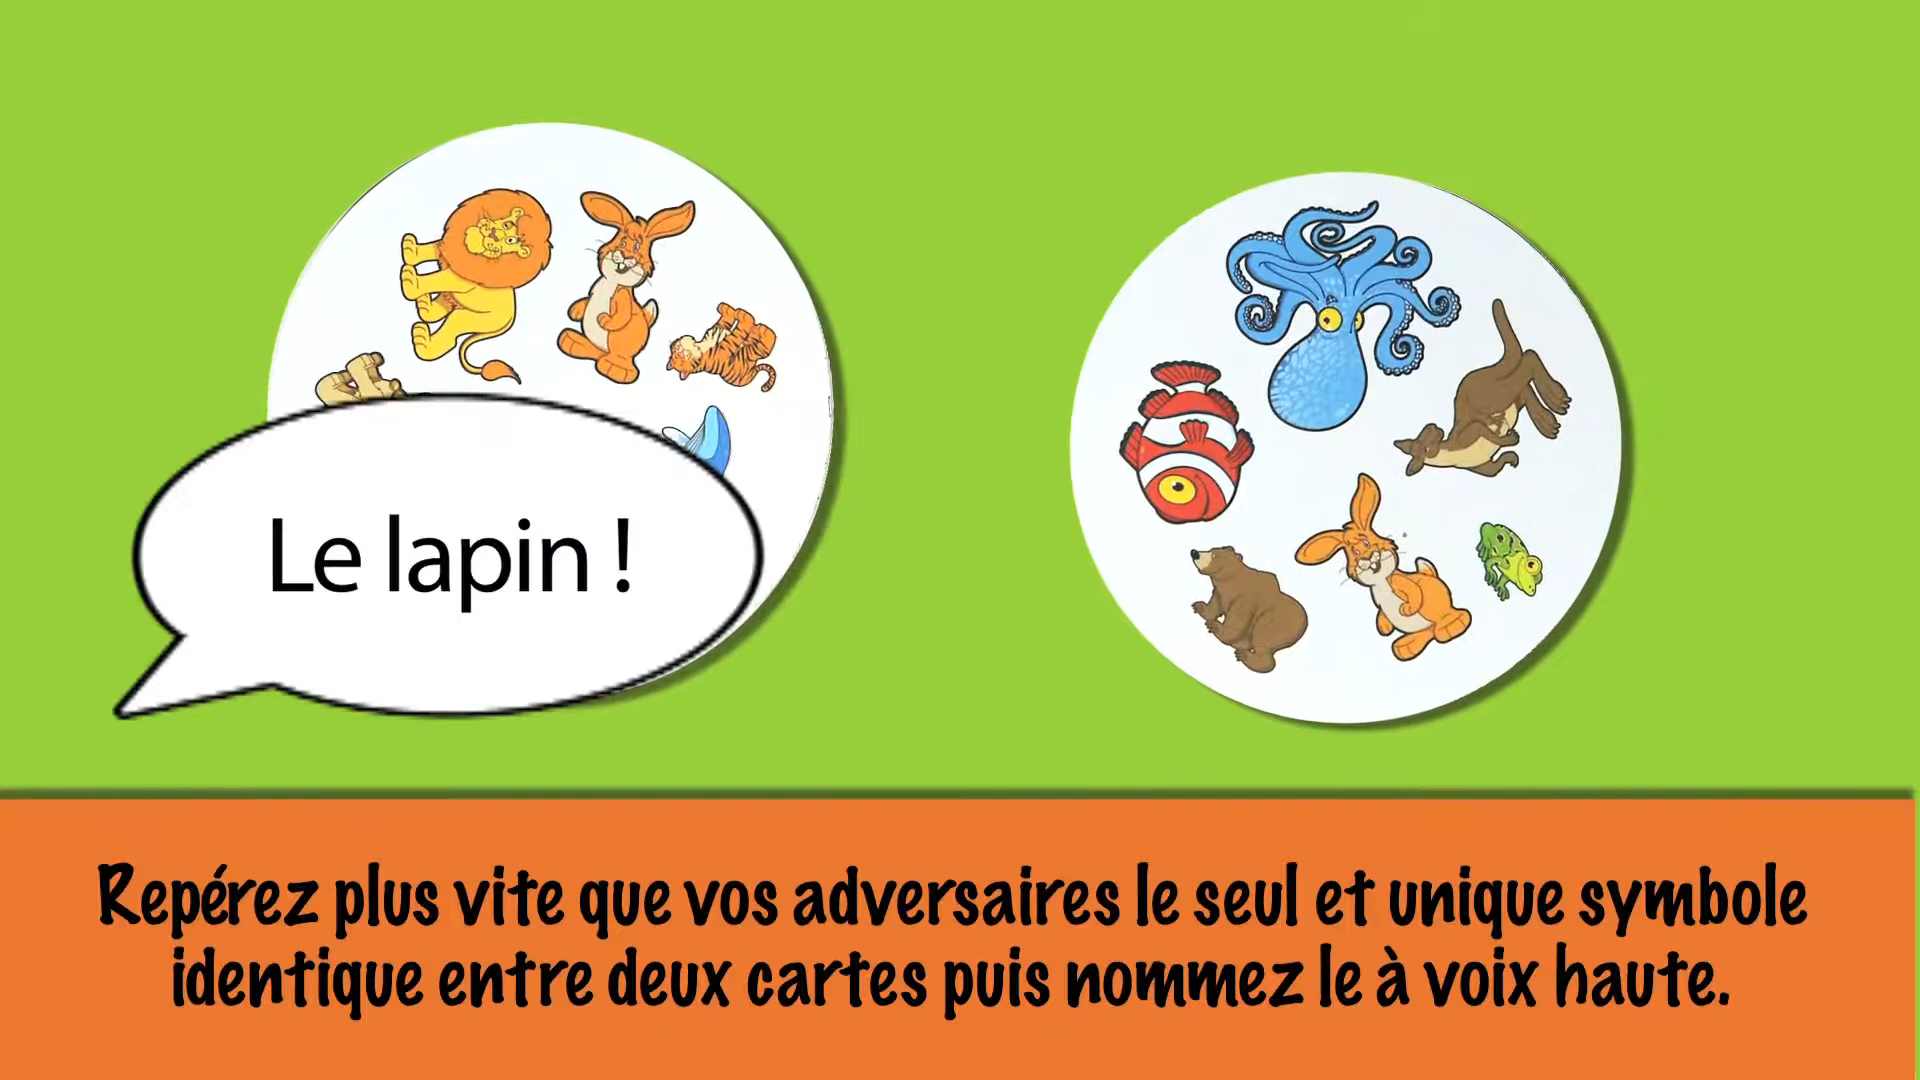 Le lapin !
Repérez plus vite que vos adversaires le seul et unique symbole
identique entre deux cartes puis nommez le à voix haute.